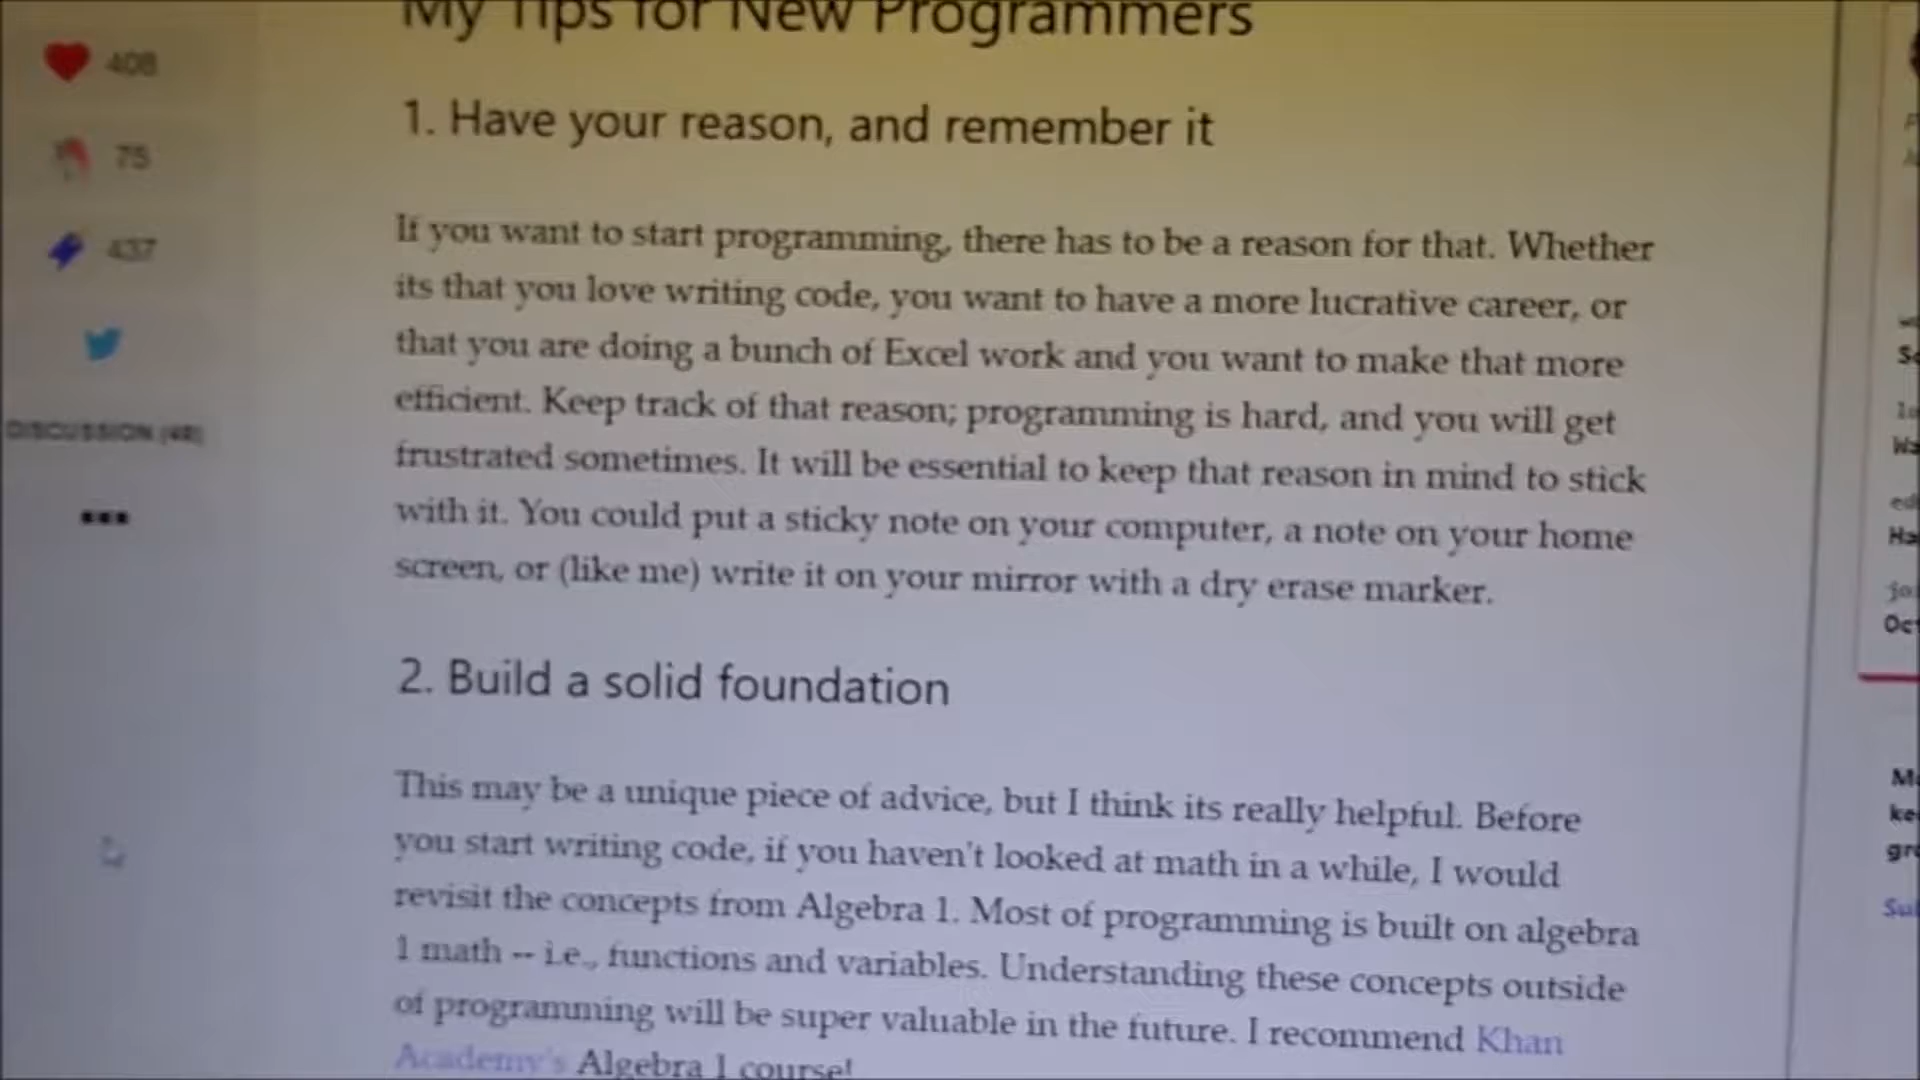 My Tips for New Programmers
408
75
437
DISCUSSION (48)
1. Have your reason, and remember it
If you want to start programming, there has to be a reason for that. Whether
its that you love writing code, you want to have a more lucrative career, or
that you are doing a bunch of Excel work and you want to make that more
efficient. Keep track of that reason; programming is hard, and you will get
frustrated sometimes. It will be essential to keep that reason in mind to stick
with it. You could put a sticky note on your computer, a note on your home
screen, or (like me) write it on your mirror with a dry erase marker.
2. Build a solid foundation
This may be a unique piece of advice, but I think its really helpful. Before
you start writing code, if you haven't looked at math in a while, I would
revisit the concepts from Algebra 1. Most of programming is built on algebra
1 math -- i.e., functions and variables. Understanding these concepts outside
of programming will be super valuable in the future. I recommend Khan
Academy's Algebra 1 course!